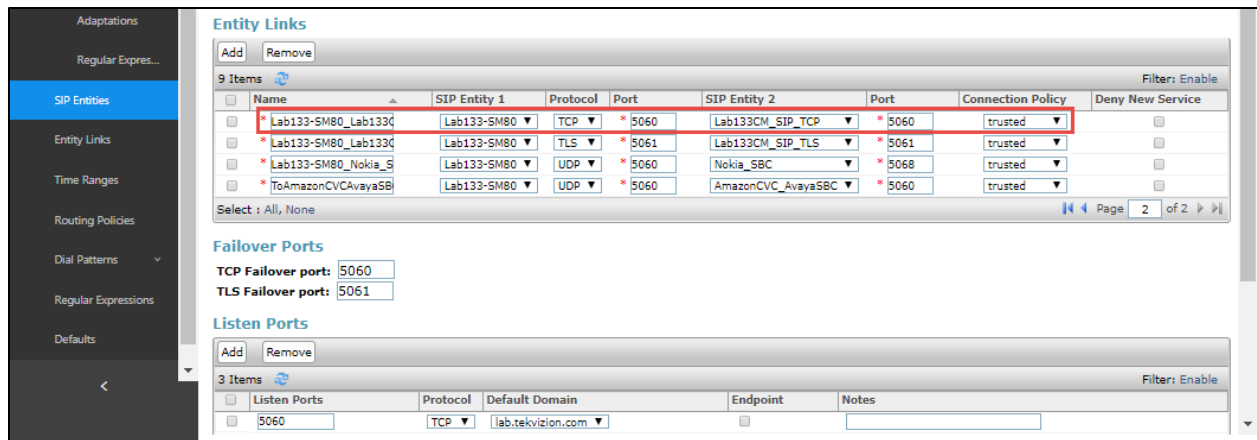 Adaptations
Regular Expres...
SIP Entities
Entity Links
Time Ranges
Routing Policies
Dial Patterns
Regular Expressions
Defaults
Entity Links
Add Remove
9 Items Filter: Enable
Name SIP Entity 1 Protocol Port SIP Entity 2 Port Connection Policy Deny New Service
* Lab133-SM80_Lab133C Lab133-SM80 TCP * 5060 Lab133CM_SIP_TCP * 5060 trusted
* Lab133-SM80_Lab133C Lab133-SM80 TLS * 5061 Lab133CM_SIP_TLS * 5061 trusted
* Lab133-SM80_Nokia_S Lab133-SM80 UDP * 5060 Nokia_SBC * 5068 trusted
* ToAmazonCVCAvayaSB Lab133-SM80 UDP * 5060 AmazonCVC_AvayaSBC * 5060 trusted
Select : All, None Page 2 of 2
Failover Ports
TCP Failover port: 5060
TLS Failover port: 5061
Listen Ports
Add Remove
3 Items Filter: Enable
Listen Ports Protocol Default Domain Endpoint Notes
5060 TCP lab.tekvizion.com